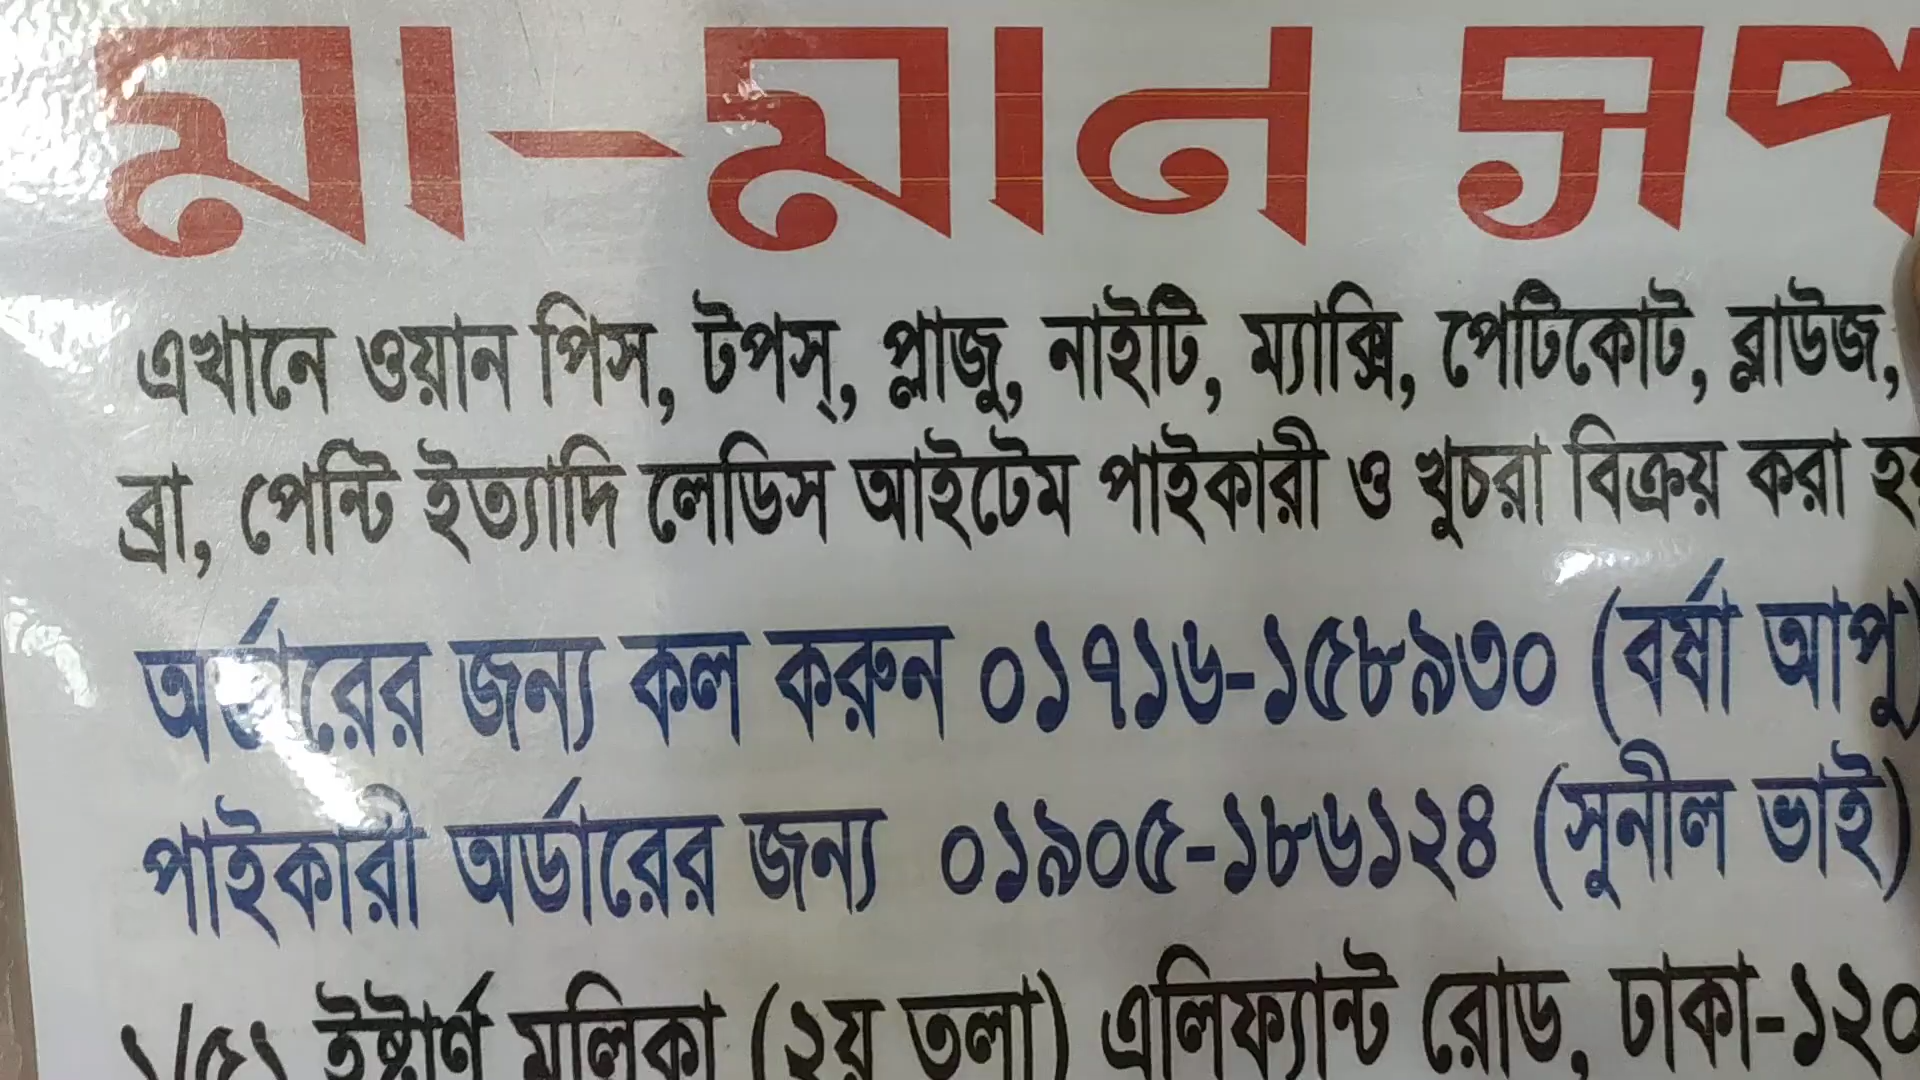 মা-মান সপ
এখানে ওয়ান পিস, টপস্, প্লাজু, নাইটি, ম্যাক্সি, পেটিকোট, ব্লাউজ,
ব্রা, পেন্টি ইত্যাদি লেডিস আইটেম পাইকারী ও খুচরা বিক্রয় করা
অর্ডারের জন্য কল করুন ০১৭১৬-১৫৮৯৩০ (বর্ষা আপু)
পাইকারী অর্ডারের জন্য ০১৯০৫-১৮৬১২৪ (সুনীল ভাই)
ইষ্টার্ণ মলিকা (২য় তলা) এলিফ্যান্ট রোড, ঢাকা-১২০